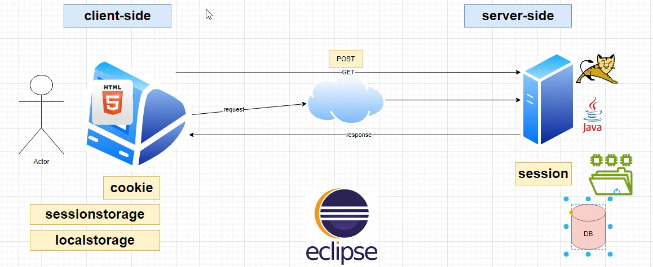 client-side
server-side
POST
GET
HTML
5
request
response
Java
Actor
cookie
session
sessionstorage
localstorage
eclipse
DB